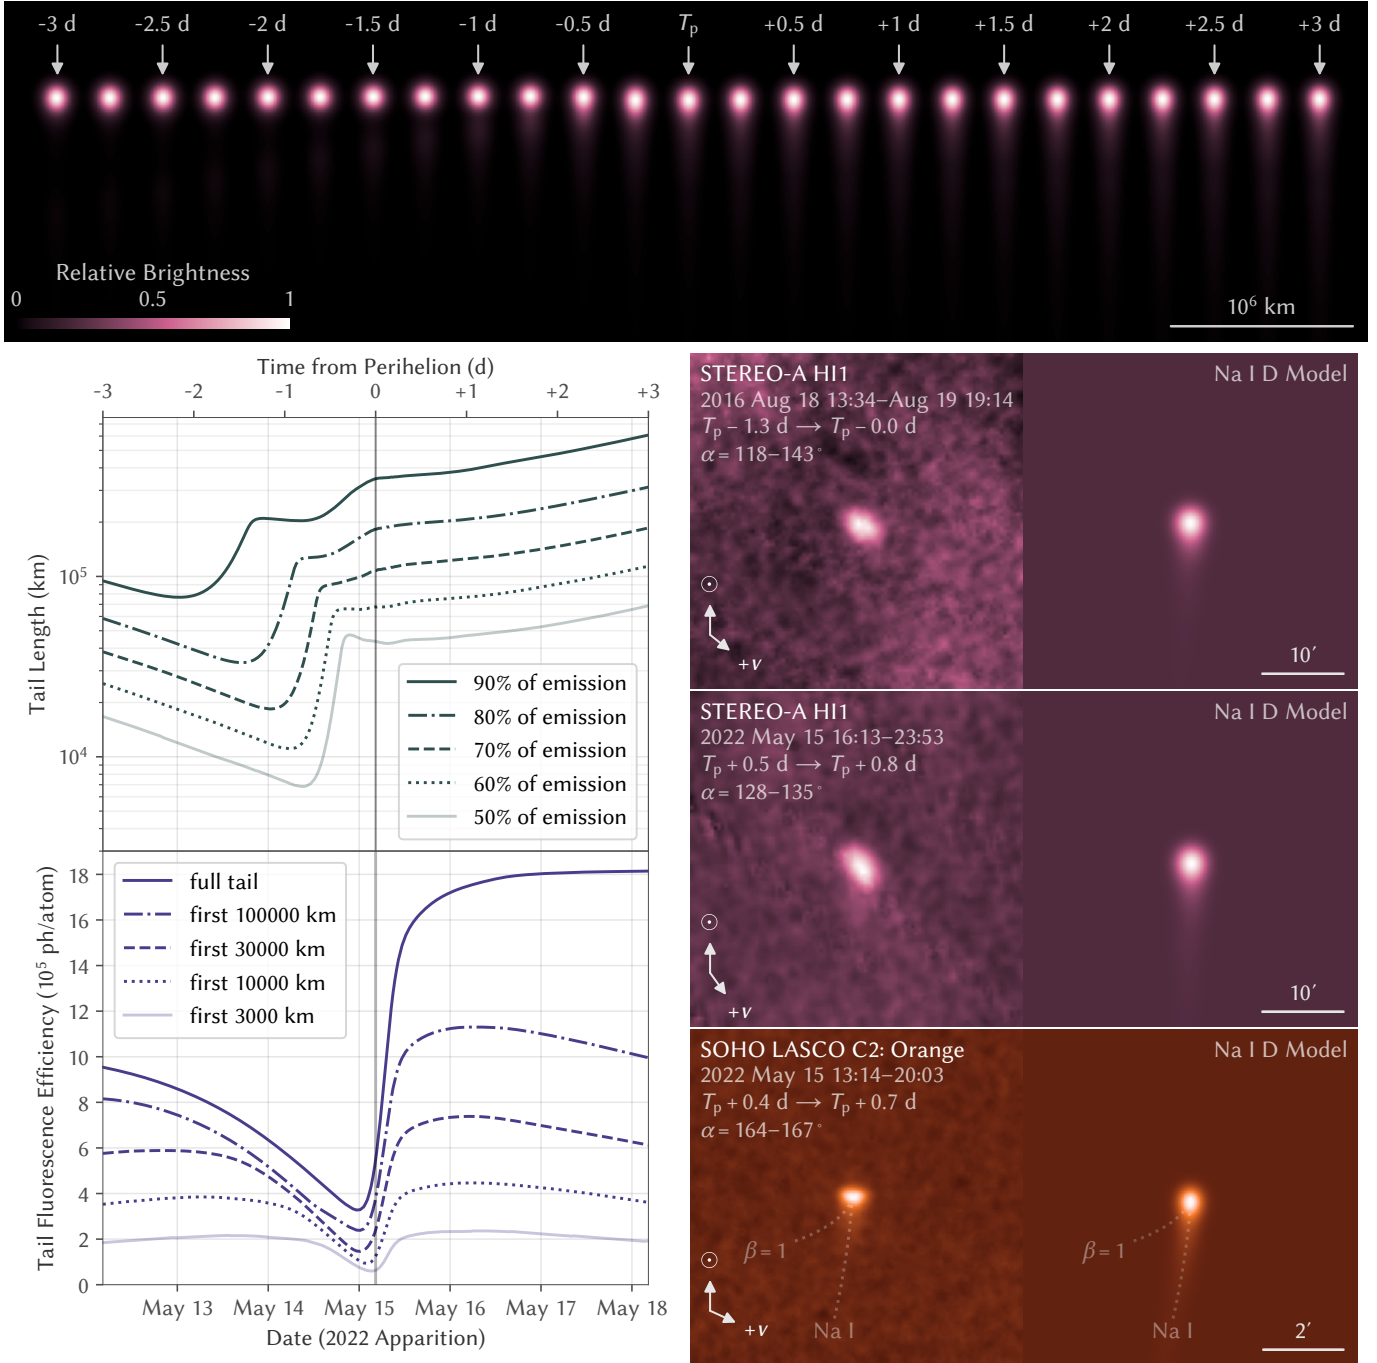 -3 d -2.5 d -2 d -1.5 d -1 d -0.5 d Tp +0.5 d +1 d +1.5 d +2 d +2.5 d +3 d
Relative Brightness
0 0.5 1
10⁶ km
Time from Perihelion (d)
-3 -2 -1 0 +1 +2 +3
Tail Length (km)
10⁵
10⁴
90% of emission
80% of emission
70% of emission
60% of emission
50% of emission
Tail Fluorescence Efficiency (10⁵ ph/atom)
18
16
14
12
10
8
6
4
2
0
full tail
first 100000 km
first 30000 km
first 10000 km
first 3000 km
May 13 May 14 May 15 May 16 May 17 May 18
Date (2022 Apparition)
STEREO-A HI1
2016 Aug 18 13:34–Aug 19 19:14
Tp – 1.3 d → Tp – 0.0 d
α = 118–143°
☉
+v
Na I D Model
10′
STEREO-A HI1
2022 May 15 16:13–23:53
Tp + 0.5 d → Tp + 0.8 d
α = 128–135°
☉
+v
Na I D Model
10′
SOHO LASCO C2: Orange
2022 May 15 13:14–20:03
Tp + 0.4 d → Tp + 0.7 d
α = 164–167°
β = 1
☉
+v
Na I
Na I D Model
β = 1
Na I
2′